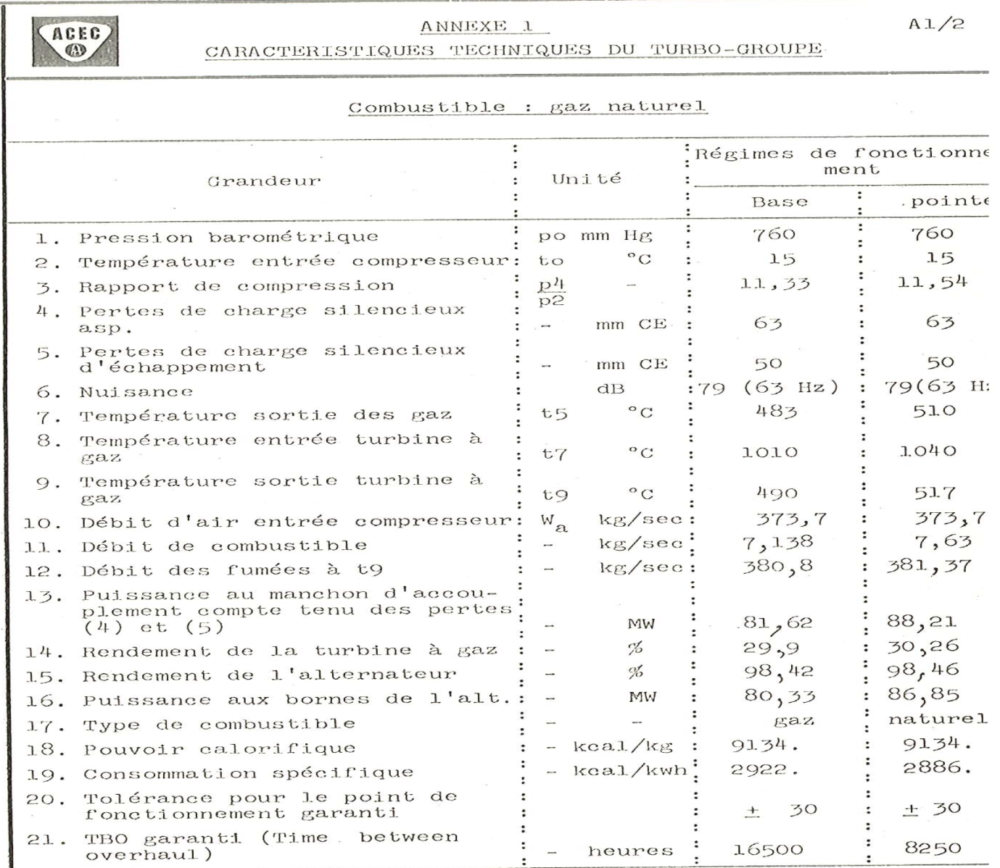 ACEC
A
ANNEXE 1
A1/2
CARACTERISTIQUES TECHNIQUES DU TURBO-GROUPE
Combustible : gaz naturel
Grandeur : Unité : Régimes de fonctionne
ment
Base : pointe
1. Pression barométrique : po mm Hg : 760 760
2. Température entrée compresseur: to °C : 15 : 15
3. Rapport de compression : p4 - : 11,33 : 11,54
p2
4. Pertes de charge silencieux
asp. : - mm CE : 63 : 63
5. Pertes de charge silencieux
d'échappement : - mm CE : 50 : 50
6. Nuisance : dB :79 (63 Hz) : 79(63 H
7. Température sortie des gaz : t5 °C : 483 : 510
8. Température entrée turbine à
gaz : t7 °C : 1010 : 1040
9. Température sortie turbine à
gaz : t9 °C : 490 : 517
10. Débit d'air entrée compresseur: Wa kg/sec: 373,7 : 373,7
11. Débit de combustible : - kg/sec: 7,138 : 7,63
12. Débit des fumées à t9 : - kg/sec: 380,8 : 381,37
13. Puissance au manchon d'accou-
plement compte tenu des pertes
(4) et (5) : - MW : 81,62 : 88,21
14. Rendement de la turbine à gaz : - % : 29,9 : 30,26
15. Rendement de l'alternateur : - % : 98,42 : 98,46
16. Puissance aux bornes de l'alt.: - MW : 80,33 : 86,85
17. Type de combustible : - - : gaz : naturel
18. Pouvoir calorifique : - kcal/kg : 9134. : 9134.
19. Consommation spécifique : - kcal/kwh: 2922. : 2886.
20. Tolérance pour le point de
fonctionnement garanti : : ± 30 : ± 30
21. TBO garanti (Time between
overhaul) : - heures : 16500 : 8250